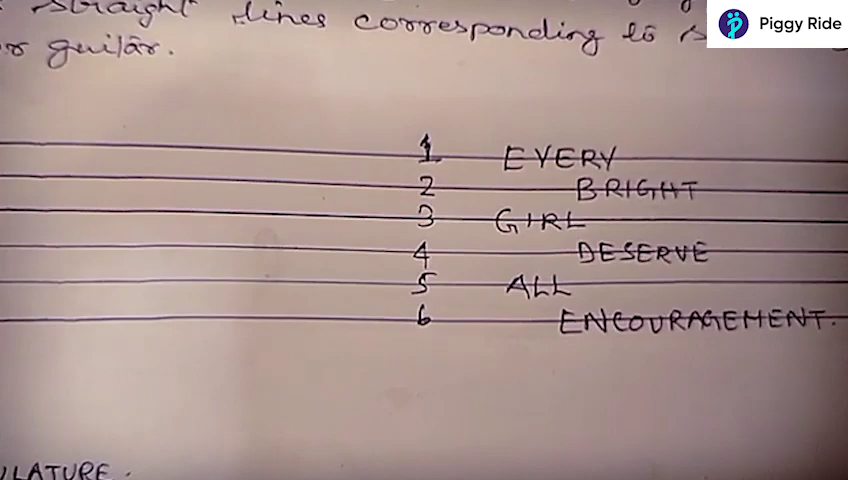 Piggy Ride
straight lines corresponding to
guitar.
1 EVERY
2 BRIGHT
3 GIRL
4 DESERVE
5 ALL
6 ENCOURAGEMENT.